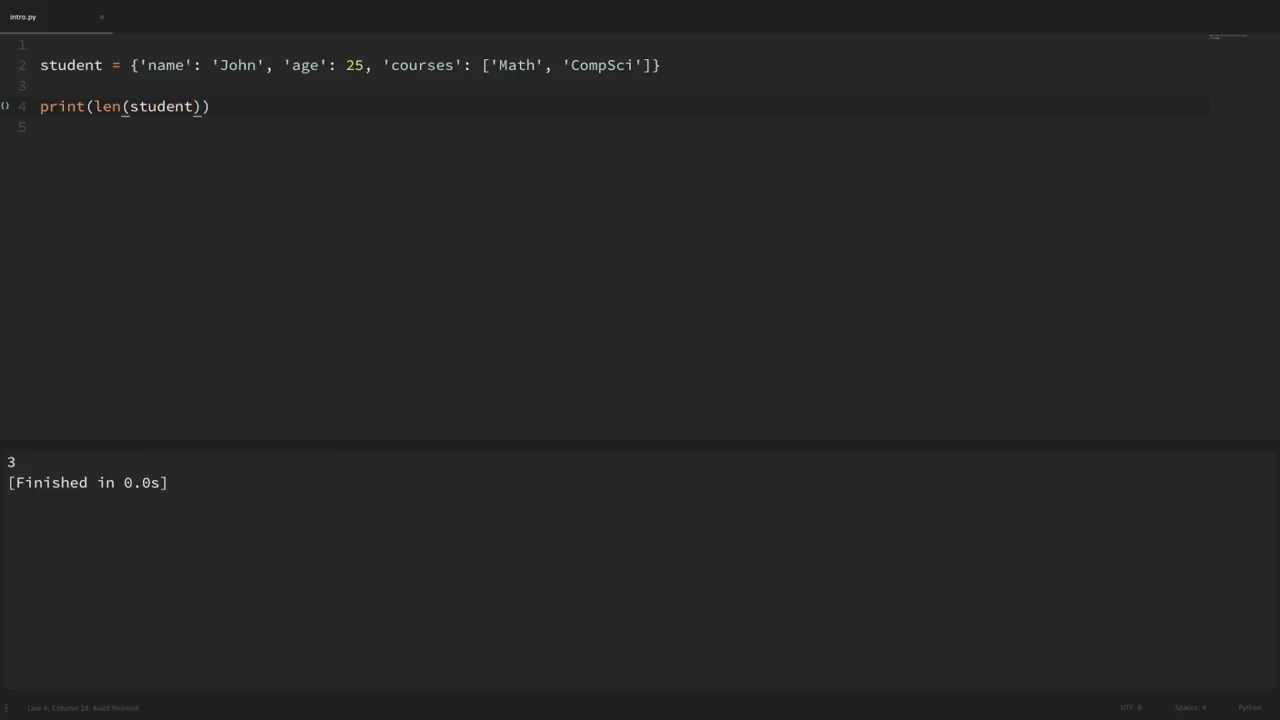 intro.py ×
1
2 student = {'name': 'John', 'age': 25, 'courses': ['Math', 'CompSci']}
3
{} 4 print(len(student))
5
3
[Finished in 0.0s]
Line 4, Column 18, Build finished UTF-8 Spaces: 4 Python